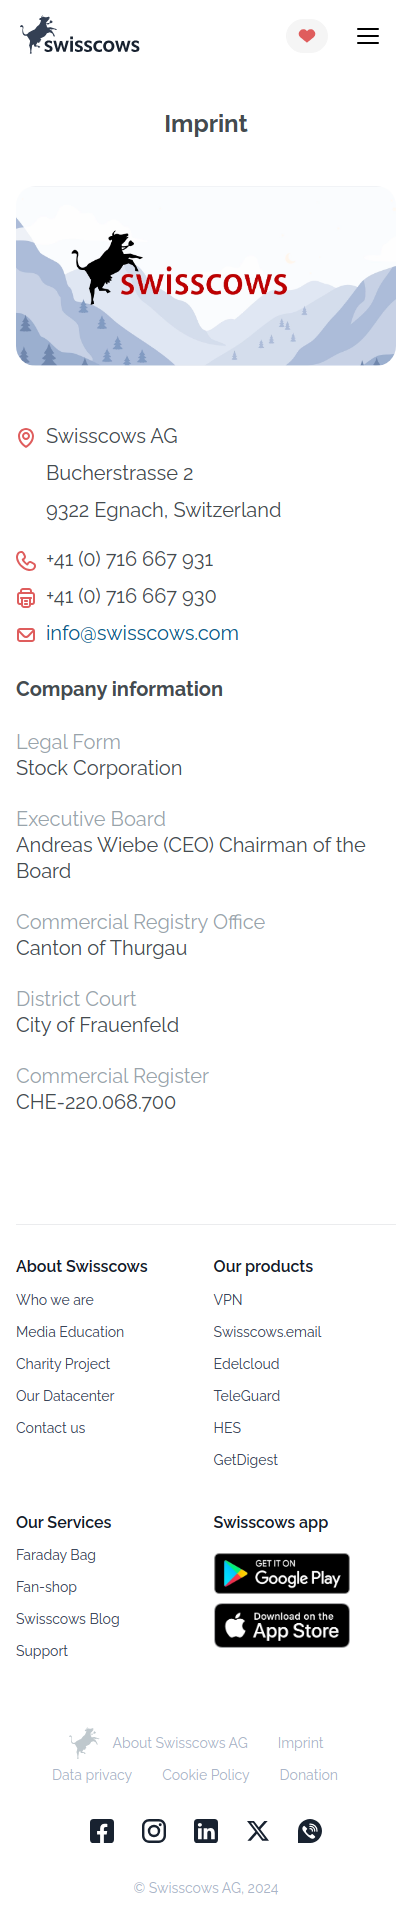 swisscows
Imprint
swisscows
Swisscows AG
Bucherstrasse 2
9322 Egnach, Switzerland
+41 (0) 716 667 931
+41 (0) 716 667 930
info@swisscows.com
Company information
Legal Form
Stock Corporation
Executive Board
Andreas Wiebe (CEO) Chairman of the
Board
Commercial Registry Office
Canton of Thurgau
District Court
City of Frauenfeld
Commercial Register
CHE-220.068.700
About Swisscows
Who we are
Media Education
Charity Project
Our Datacenter
Contact us
Our products
VPN
Swisscows.email
Edelcloud
TeleGuard
HES
GetDigest
Our Services
Faraday Bag
Fan-shop
Swisscows Blog
Support
Swisscows app
GET IT ON
Google Play
Download on the
App Store
About Swisscows AG Imprint
Data privacy Cookie Policy Donation
© Swisscows AG, 2024